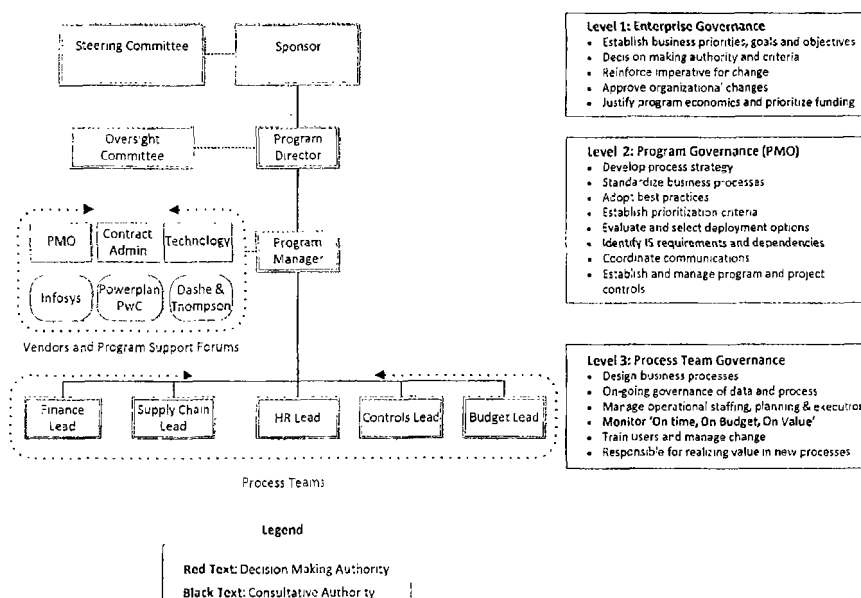 Steering Committee
Sponsor
Oversight
Committee
Program
Director
PMO
Contract
Admin
Technology
Program
Manager
Infosys
Powerplan
PwC
Dashe &
Thompson
Vendors and Program Support Forums
Finance
Lead
Supply Chain
Lead
HR Lead
Controls Lead
Budget Lead
Process Teams
Legend
Red Text: Decision Making Authority
Black Text: Consultative Authority
Level 1: Enterprise Governance
• Establish business priorities, goals and objectives
• Decision making authority and criteria
• Reinforce imperative for change
• Approve organizational changes
• Justify program economics and prioritize funding
Level 2: Program Governance (PMO)
• Develop process strategy
• Standardize business processes
• Adopt best practices
• Establish prioritization criteria
• Evaluate and select deployment options
• Identify IS requirements and dependencies
• Coordinate communications
• Establish and manage program and project
controls
Level 3: Process Team Governance
• Design business processes
• On-going governance of data and process
• Manage operational staffing, planning & execution
• Monitor 'On time, On Budget, On Value'
• Train users and manage change
• Responsible for realizing value in new processes